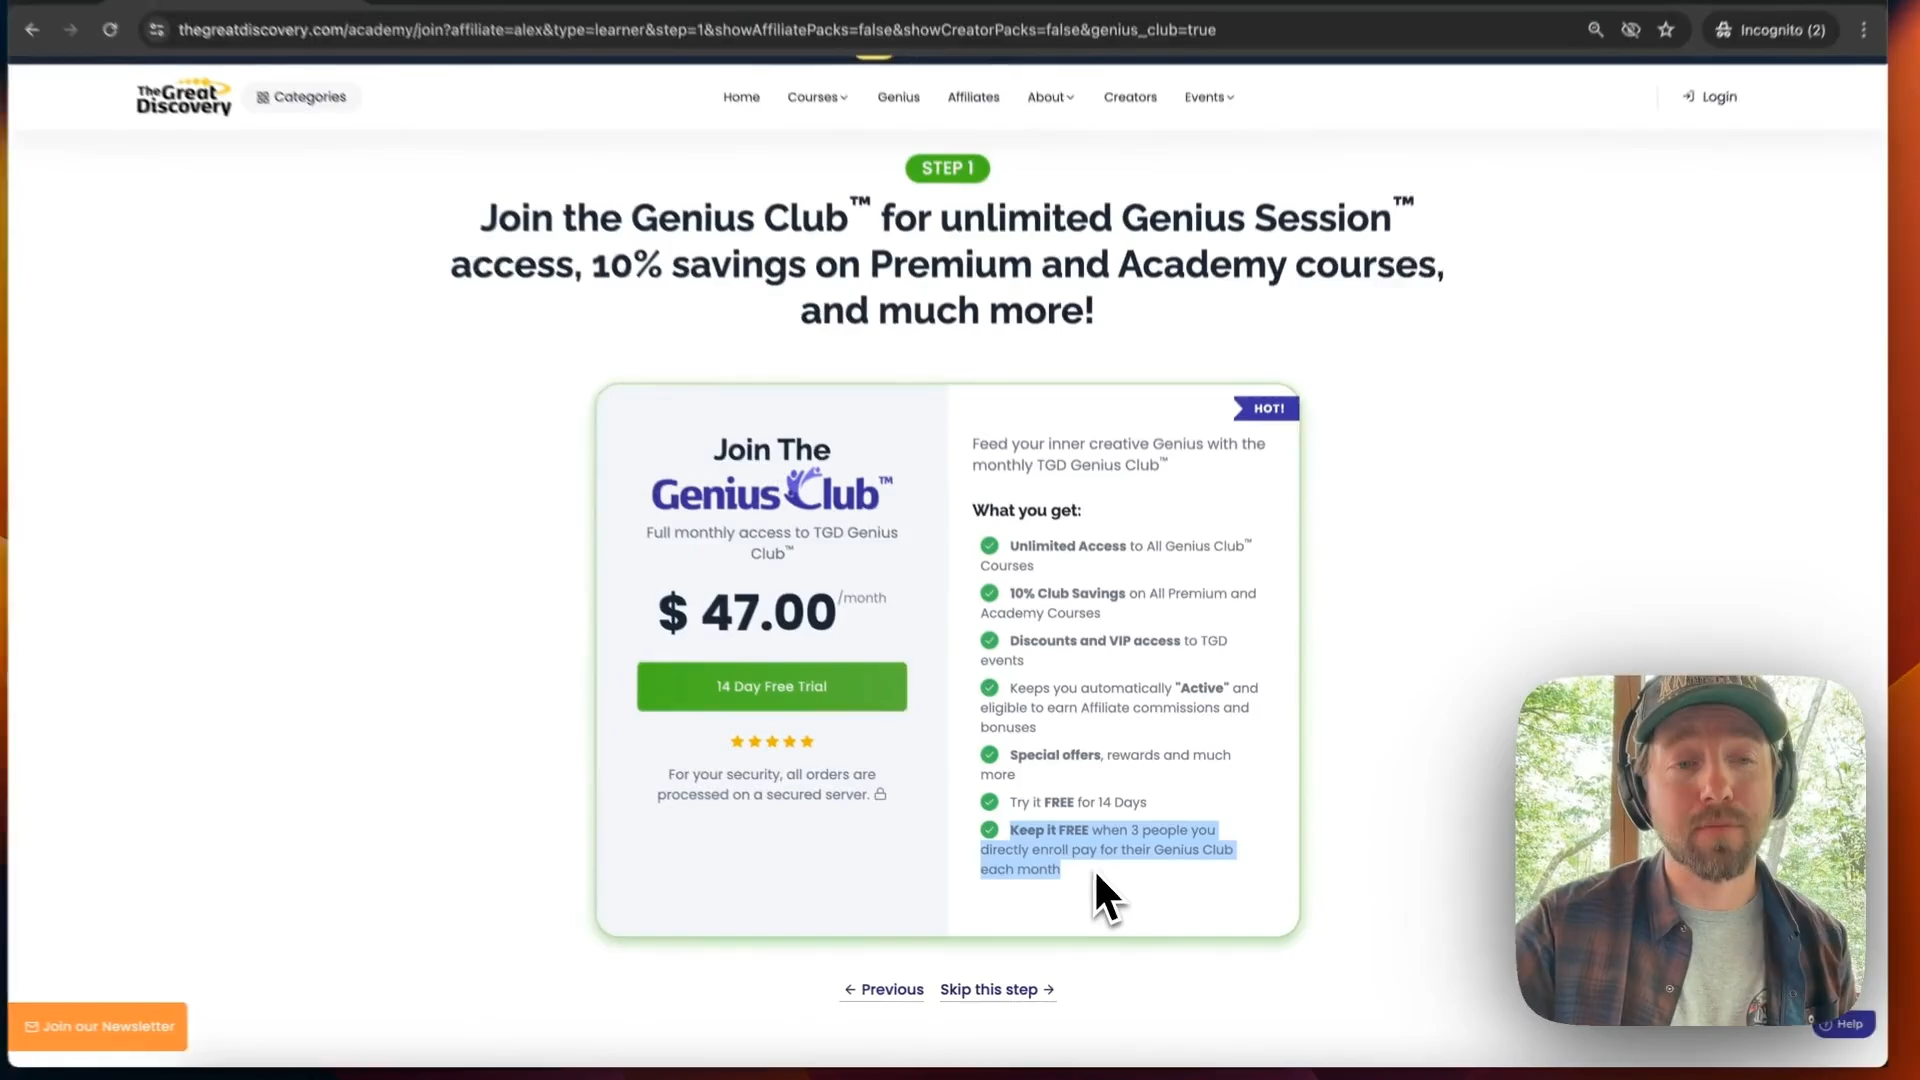 thegreatdiscovery.com/academy/join?affiliate=alex&type=learner&step=1&showAffiliatePacks=false&showCreatorPacks=false&genius_club=true
Incognito (2)
The Great
Discovery
Categories
Home
Courses
Genius
Affiliates
About
Creators
Events
Login
STEP 1
Join the Genius Club™ for unlimited Genius Session™
access, 10% savings on Premium and Academy courses,
and much more!
HOT!
Join The
Genius Club™
Full monthly access to TGD Genius
Club™
$ 47.00 /month
14 Day Free Trial
For your security, all orders are
processed on a secured server.
Feed your inner creative Genius with the
monthly TGD Genius Club™
What you get:
Unlimited Access to All Genius Club™
Courses
10% Club Savings on All Premium and
Academy Courses
Discounts and VIP access to TGD
events
Keeps you automatically "Active" and
eligible to earn Affiliate commissions and
bonuses
Special offers, rewards and much
more
Try it FREE for 14 Days
Keep it FREE when 3 people you
directly enroll pay for their Genius Club
each month
← Previous
Skip this step →
Join our Newsletter
Help